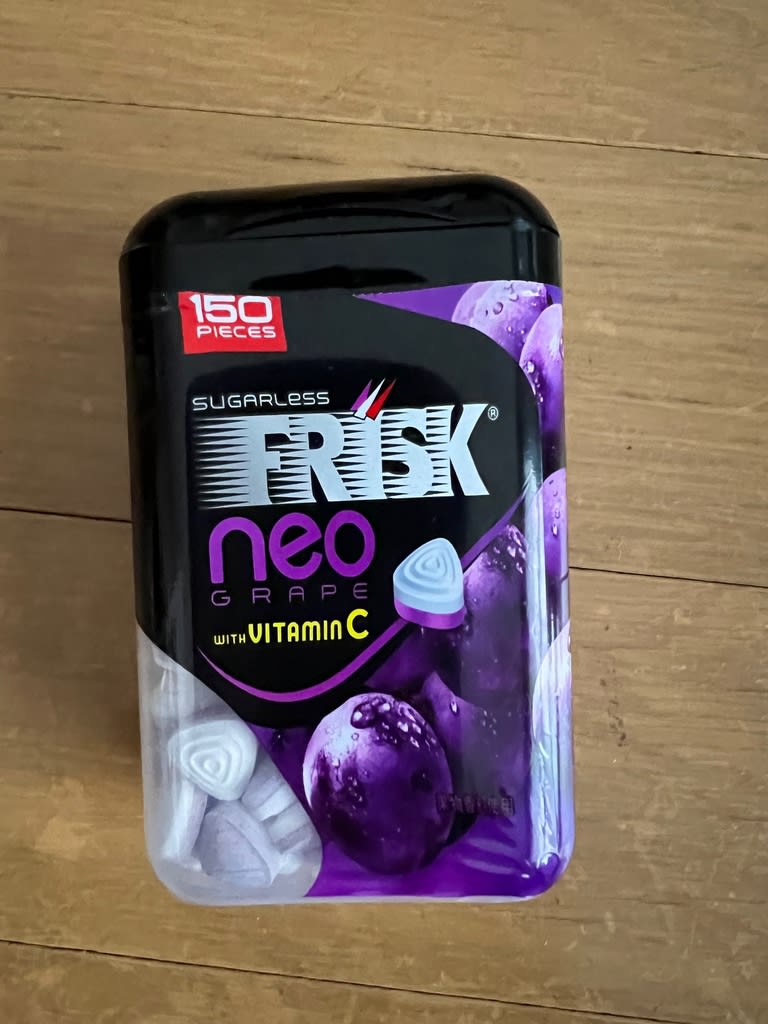 150
PIECES
SUGARLESS
FRISK®
neo
GRAPE
WITH VITAMIN C